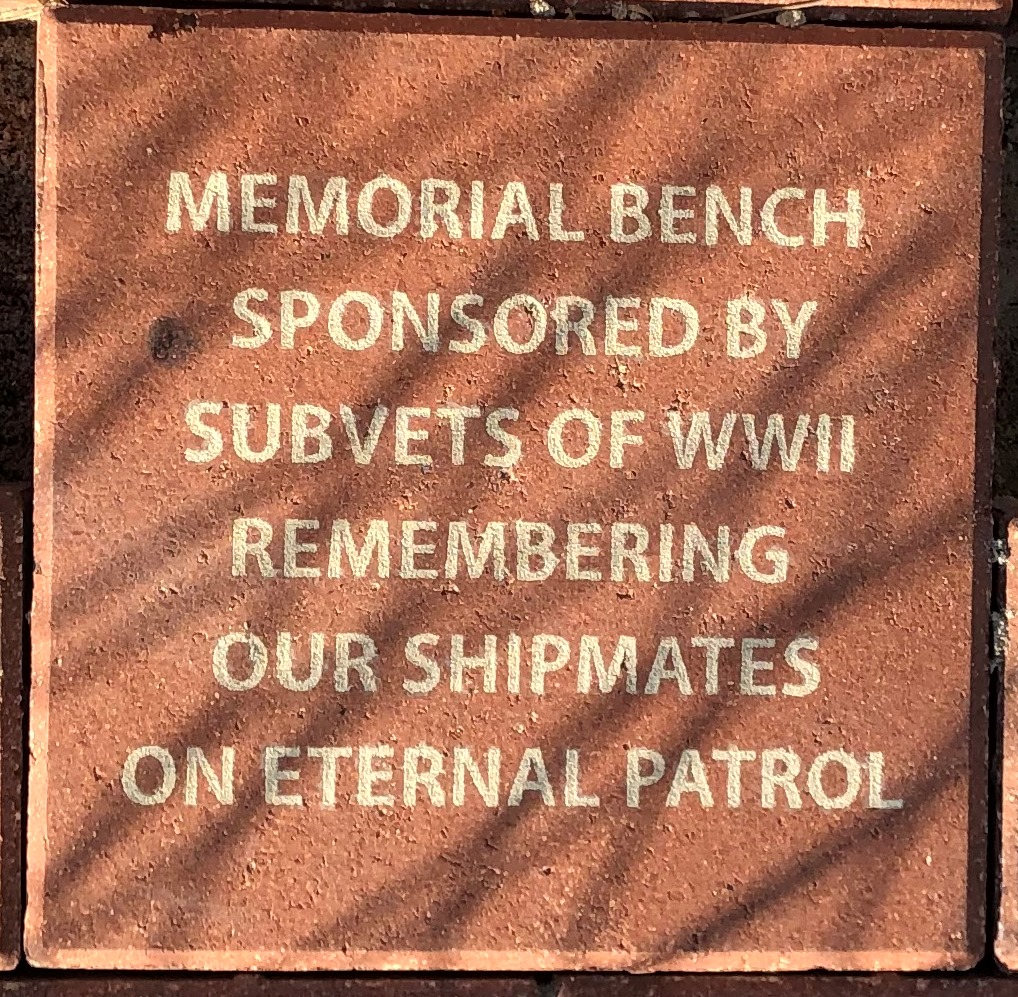 MEMORIAL BENCH
SPONSORED BY
SUBVETS OF WWII
REMEMBERING
OUR SHIPMATES
ON ETERNAL PATROL